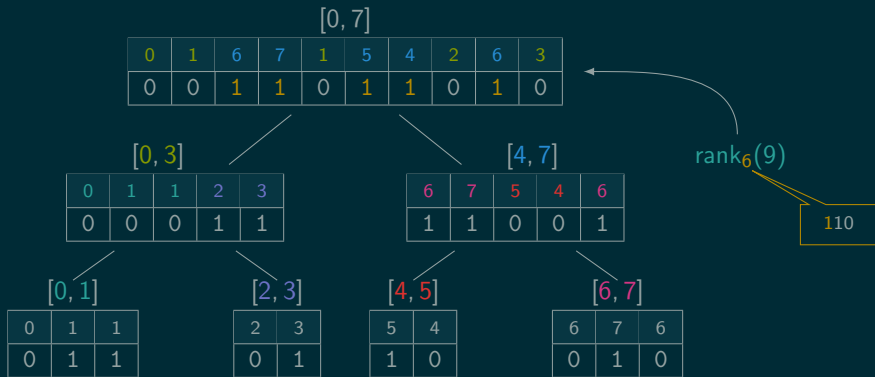 [0, 7]
0 1 6 7 1 5 4 2 6 3
0 0 1 1 0 1 1 0 1 0
[0, 3] [4, 7] rank₆(9)
0 1 1 2 3 6 7 5 4 6
0 0 0 1 1 1 1 0 0 1 110
[0, 1] [2, 3] [4, 5] [6, 7]
0 1 1 2 3 5 4 6 7 6
0 1 1 0 1 1 0 0 1 0